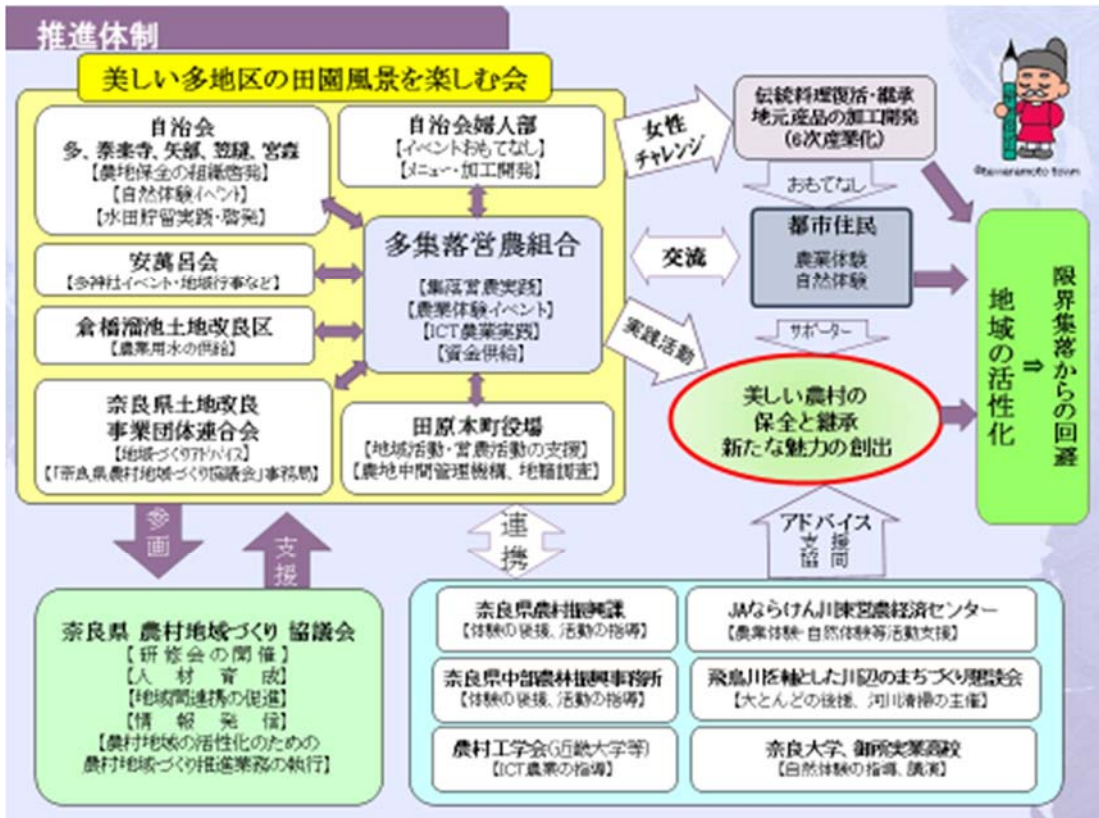 推進体制
美しい多地区の田園風景を楽しむ会
自治会
多、秦楽寺、矢部、笠縫、宮森
【農地保全の組織啓発】
【自然体験イベント】
【水田貯留実践・啓発】
自治会婦人部
【イベントおもてなし】
【メニュー・加工開発】
安萬呂会
【多神社イベント・地域行事など】
倉橋溜池土地改良区
【農業用水の供給】
奈良県土地改良
事業団体連合会
【地域づくりアドバイス】
【「奈良県農村地域づくり協議会」事務局】
多集落営農組合
【集落営農実践】
【農業体験イベント】
【ICT農業実践】
【資金供給】
田原本町役場
【地域活動・営農活動の支援】
【農地中間管理機構、地籍調査】
女性
チャレンジ
交流
実践活動
伝統料理復活・継承
地元産品の加工開発
(6次産業化)
おもてなし
都市住民
農業体験
自然体験
サポーター
美しい農村の
保全と継承
新たな魅力の創出
@tawaramoto town
限界集落からの回避
⇒
地域の活性化
参画
支援
連携
アドバイス
支援
協同
奈良県 農村地域づくり 協議会
【研修会の開催】
【人材育成】
【地域間連携の促進】
【情報発信】
【農村地域の活性化のための
農村地域づくり推進業務の執行】
奈良県農村振興課
【体験の後援、活動の指導】
JAならけん川東営農経済センター
【農業体験・自然体験等活動支援】
奈良県中部農林振興事務所
【体験の後援、活動の指導】
飛鳥川を軸とした川辺のまちづくり懇談会
【大とんどの後援、河川清掃の主催】
農村工学会(近畿大学等)
【ICT農業の指導】
奈良大学、御所実業高校
【自然体験の指導、講演】